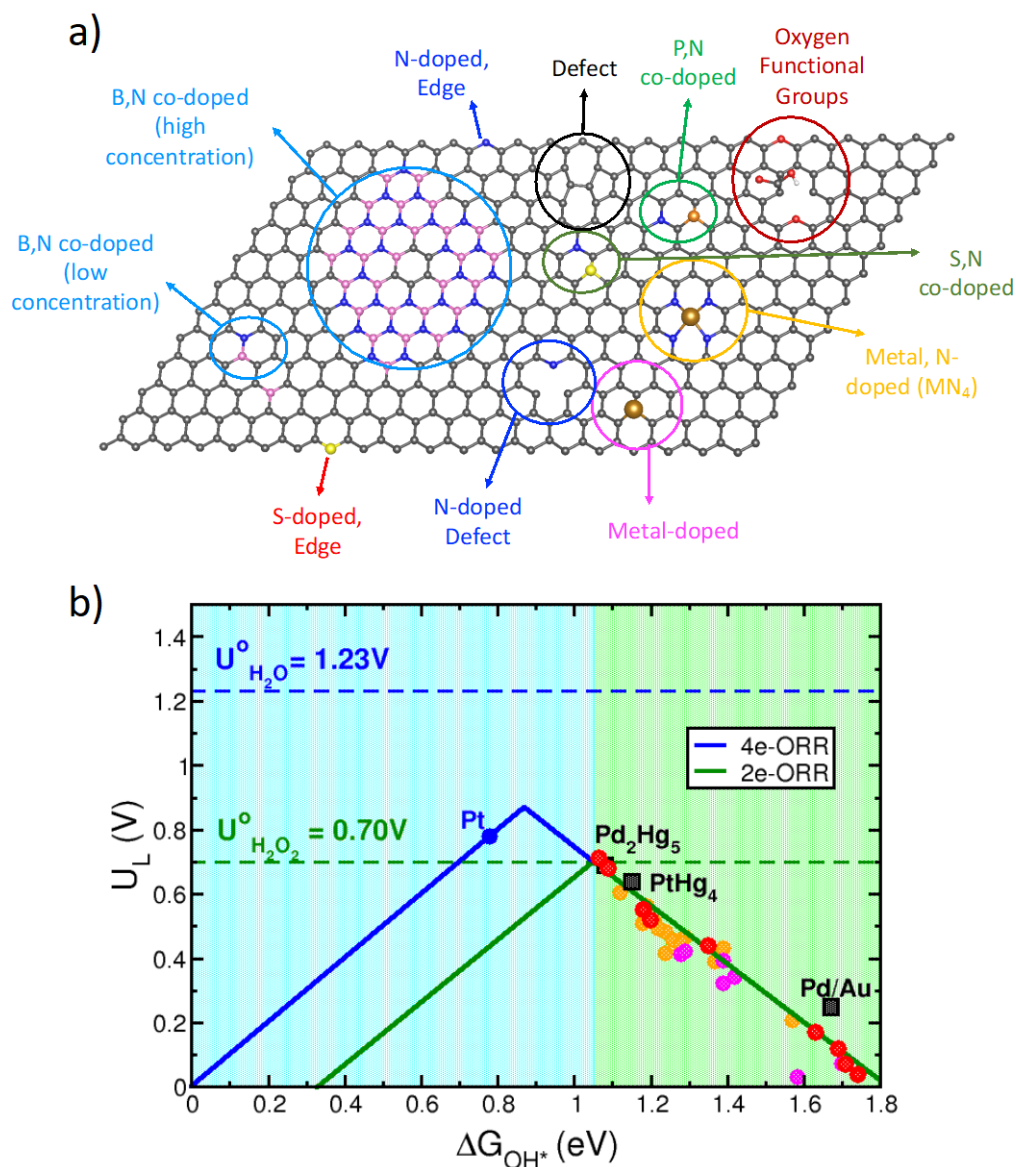 a)
N-doped,
Edge
Defect
P,N
co-doped
Oxygen
Functional
Groups
B,N co-doped
(high
concentration)
B,N co-doped
(low
concentration)
S,N
co-doped
Metal, N-
doped (MN₄)
S-doped,
Edge
N-doped
Defect
Metal-doped
b)
1.4
1.2
1
0.8
0.6
0.4
0.2
0
U_L (V)
U°H₂O = 1.23V
4e-ORR
2e-ORR
Pt
U°H₂O₂ = 0.70V
Pd₂Hg₅
PtHg₄
Pd/Au
0 0.2 0.4 0.6 0.8 1 1.2 1.4 1.6 1.8
ΔG_OH* (eV)